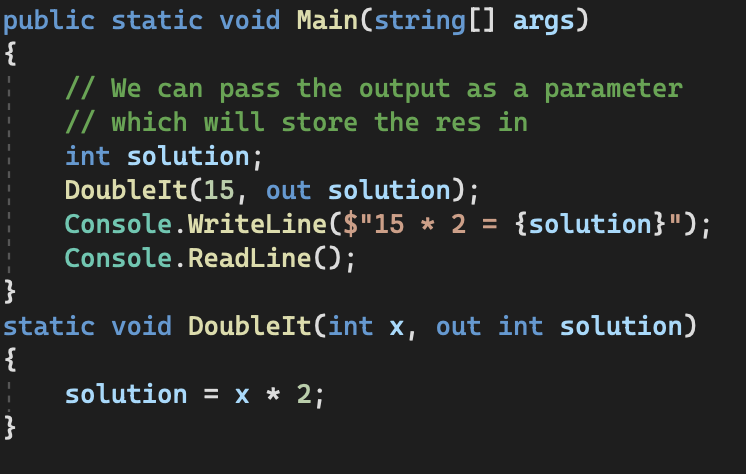 public static void Main(string[] args)
{
    // We can pass the output as a parameter
    // which will store the res in
    int solution;
    DoubleIt(15, out solution);
    Console.WriteLine($"15 * 2 = {solution}");
    Console.ReadLine();
}
static void DoubleIt(int x, out int solution)
{
    solution = x * 2;
}